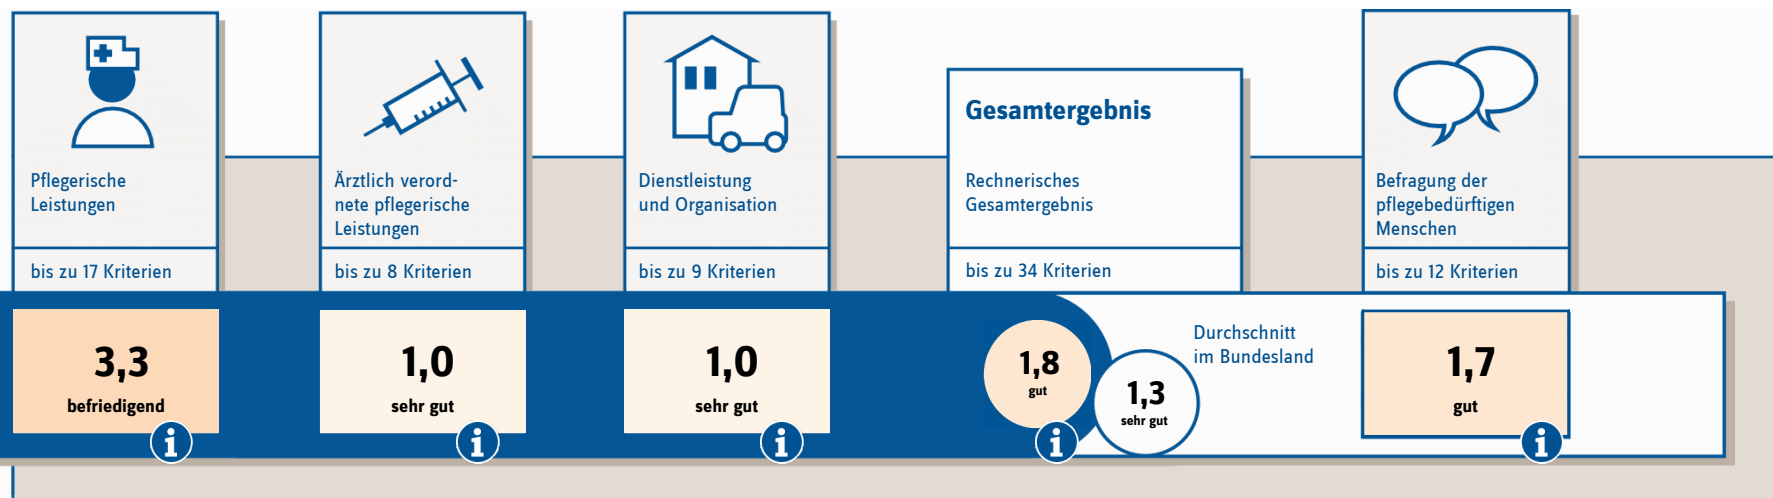 Pflegerische
Leistungen
bis zu 17 Kriterien
3,3
befriedigend
i
Ärztlich verord-
nete pflegerische
Leistungen
bis zu 8 Kriterien
1,0
sehr gut
i
Dienstleistung
und Organisation
bis zu 9 Kriterien
1,0
sehr gut
i
Gesamtergebnis
Rechnerisches
Gesamtergebnis
bis zu 34 Kriterien
1,8
gut
i
1,3
sehr gut
Durchschnitt
im Bundesland
Befragung der
pflegebedürftigen
Menschen
bis zu 12 Kriterien
1,7
gut
i